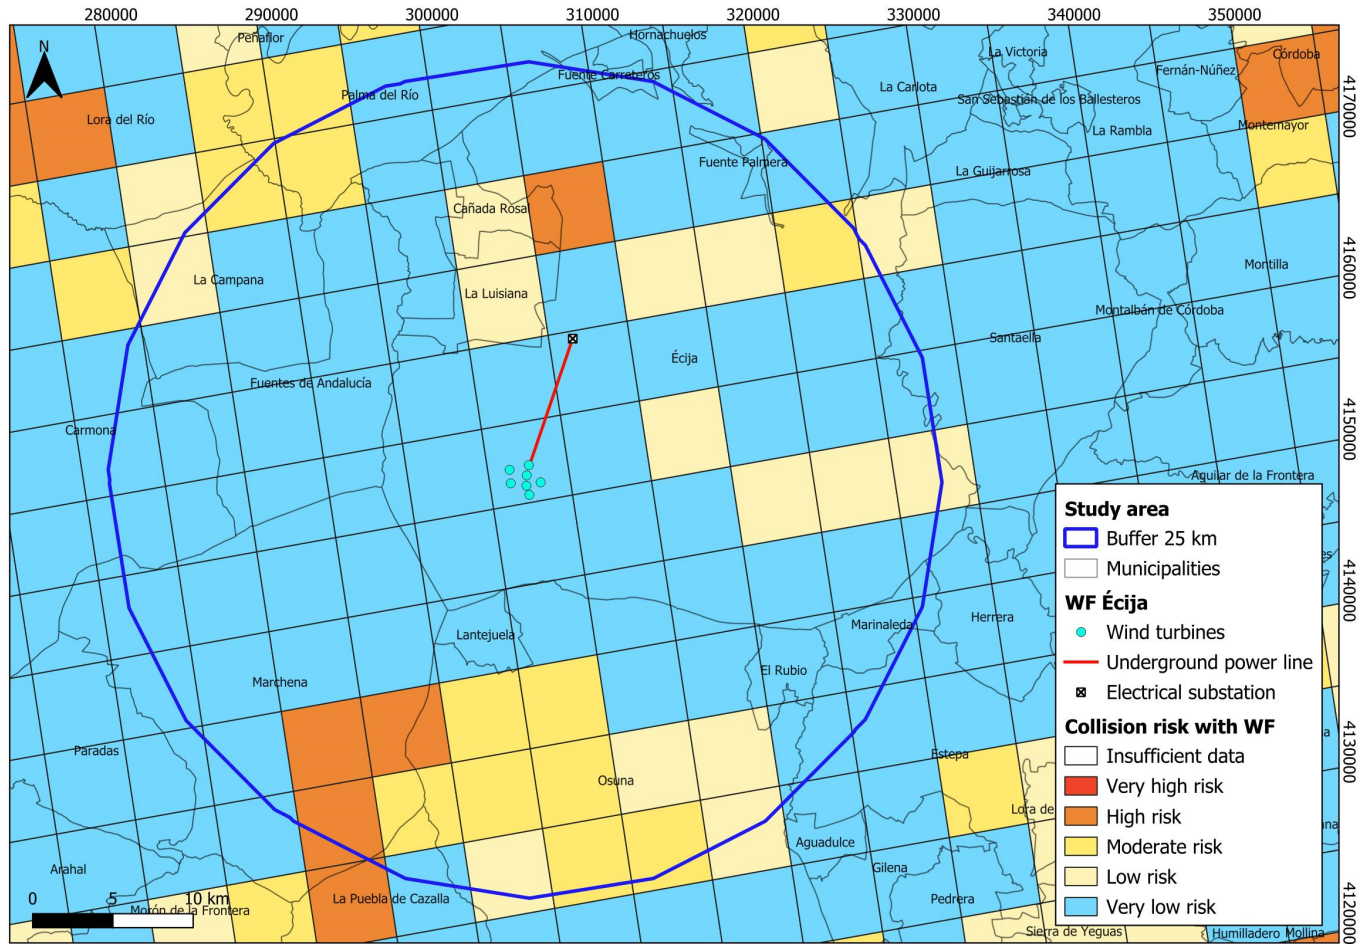 280000 290000 300000 310000 320000 330000 340000 350000
N
Peñaflor
Hornachuelos
La Victoria
Córdoba
Fuente Carreteros
Fernán-Núñez
Palma del Río
La Carlota
San Sebastián de los Ballesteros
4170000
Lora del Río
La Rambla
Montemayor
Fuente Palmera
La Guijarrosa
Cañada Rosal
La Campana
Montilla
4160000
La Luisiana
Montalbán de Córdoba
Écija
Santaella
Fuentes de Andalucía
Carmona
4150000
Aguilar de la Frontera
Study area
Buffer 25 km
Municipalities
WF Écija
Wind turbines
Underground power line
Electrical substation
Collision risk with WF
Insufficient data
Very high risk
High risk
Moderate risk
Low risk
Very low risk
4140000
Lantejuela
Marinaleda
Herrera
El Rubio
Marchena
4130000
Paradas
Estepa
Osuna
Lora de
Aguadulce
Arahal
Gilena
La Puebla de Cazalla
Pedrera
0 5 10 km
Morón de la Frontera
4120000
Sierra de Yeguas
Humilladero Mollina